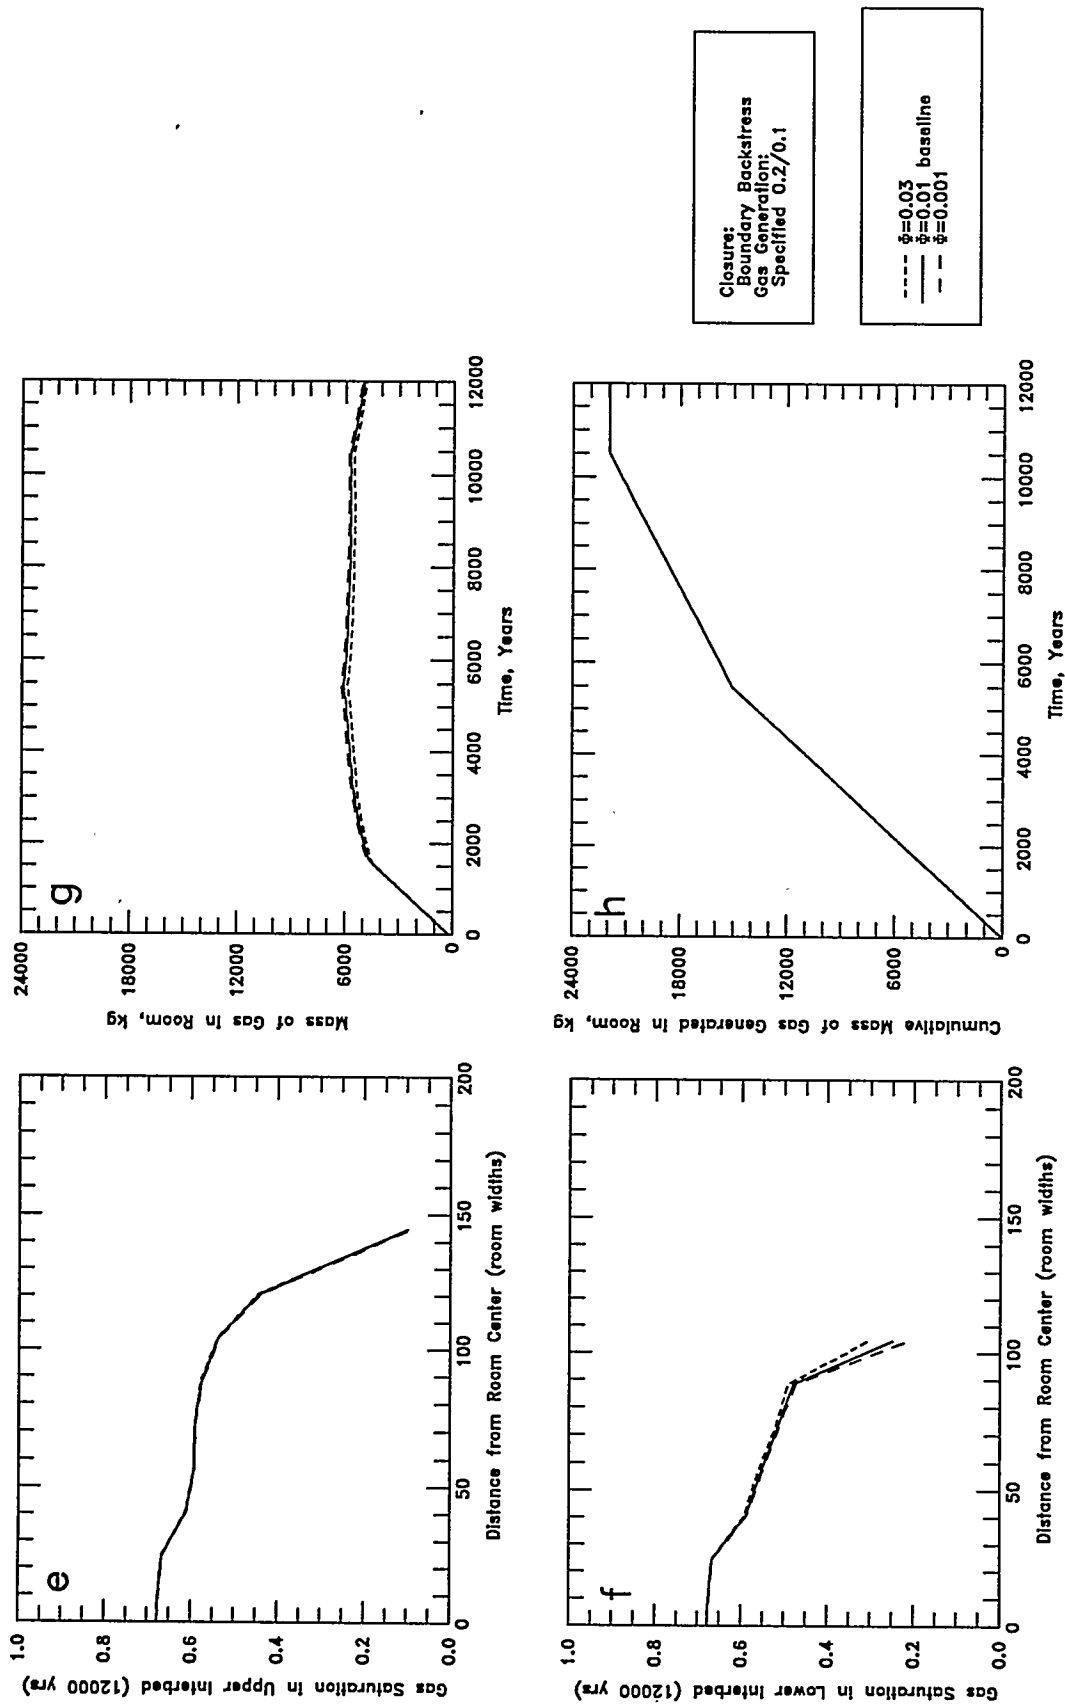 e
1.0
0.8
0.6
0.4
0.2
0.0
0
50
100
150
200
Gas Saturation in Upper Interbed (12000 yrs)
Distance from Room Center (room widths)
g
24000
18000
12000
6000
0
0
2000
4000
6000
8000
10000
12000
Mass of Gas in Room, kg
Time, Years
f
1.0
0.8
0.6
0.4
0.2
0.0
0
50
100
150
200
Gas Saturation in Lower Interbed (12000 yrs)
Distance from Room Center (room widths)
h
24000
18000
12000
6000
0
0
2000
4000
6000
8000
10000
12000
Cumulative Mass of Gas Generated in Room, kg
Time, Years
Closure:
Boundary Backstress
Gas Generation:
Specified 0.2/0.1
Φ=0.03
Φ=0.01 baseline
Φ=0.001